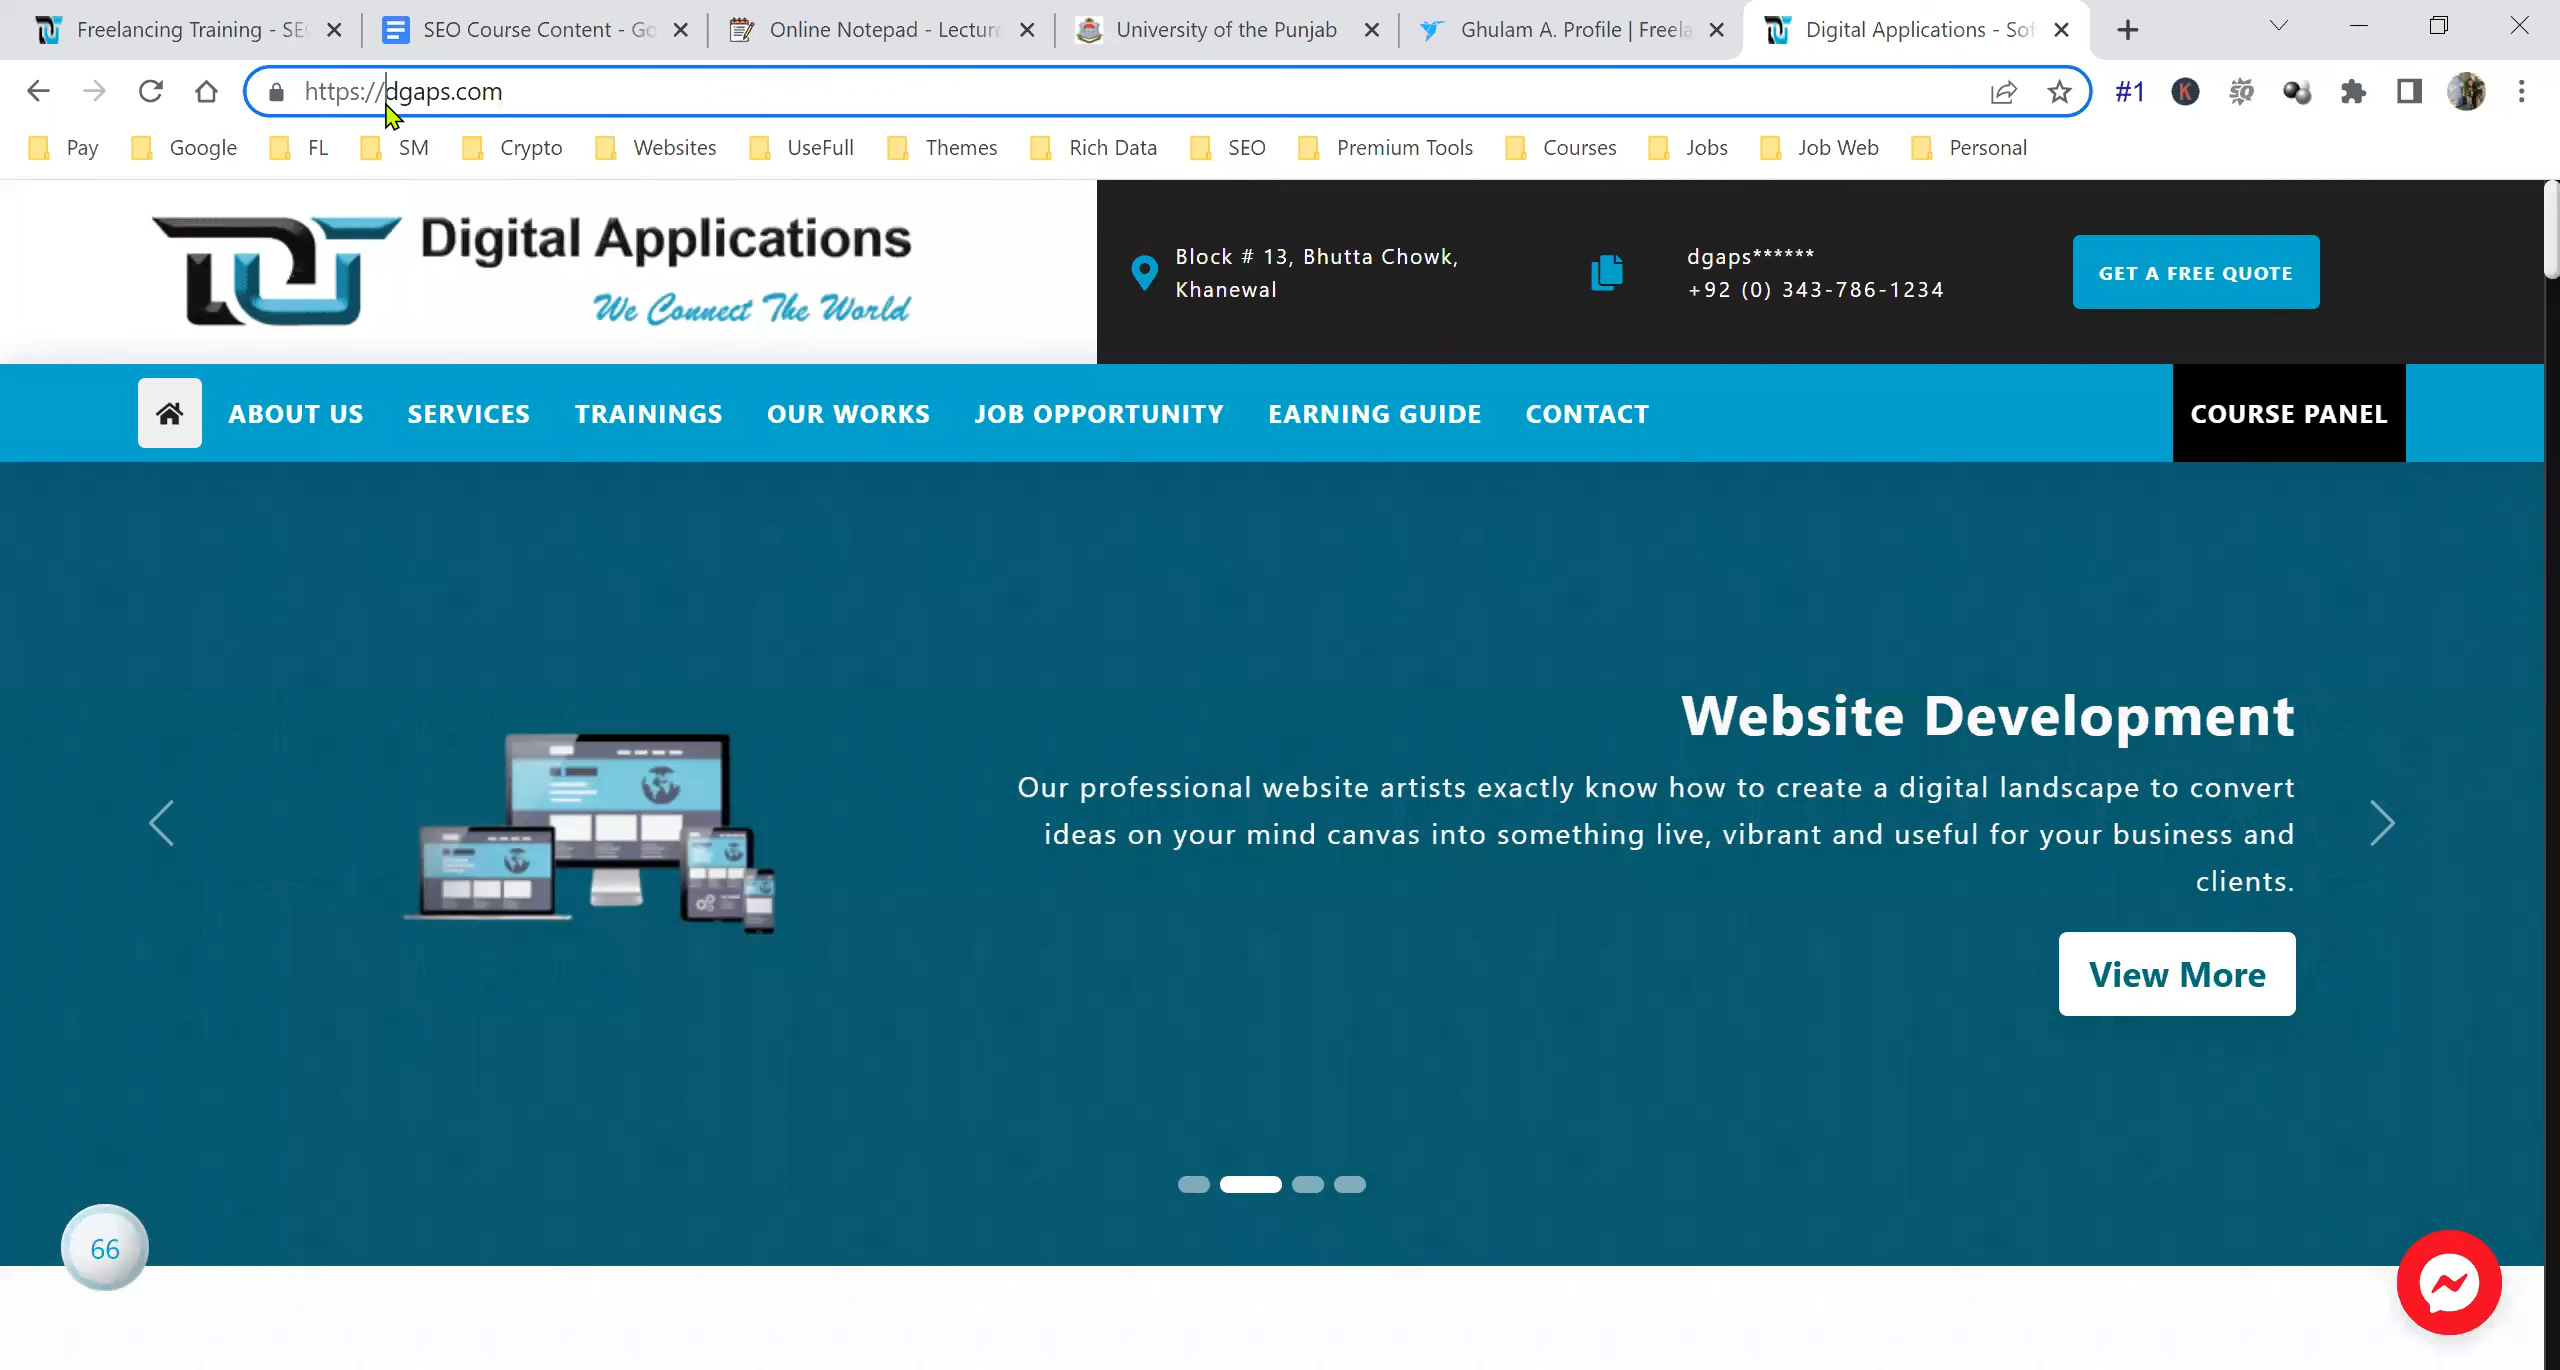 Freelancing Training - SEO
SEO Course Content - Go
Online Notepad - Lecture
University of the Punjab
Ghulam A. Profile | Freela
Digital Applications - Sof
https://dgaps.com
#1
K
SQ
Pay
Google
FL
SM
Crypto
Websites
UseFull
Themes
Rich Data
SEO
Premium Tools
Courses
Jobs
Job Web
Personal
Digital Applications
We Connect The World
Block # 13, Bhutta Chowk,
Khanewal
dgaps******
+92 (0) 343-786-1234
GET A FREE QUOTE
ABOUT US
SERVICES
TRAININGS
OUR WORKS
JOB OPPORTUNITY
EARNING GUIDE
CONTACT
COURSE PANEL
Website Development
Our professional website artists exactly know how to create a digital landscape to convert
ideas on your mind canvas into something live, vibrant and useful for your business and
clients.
View More
66